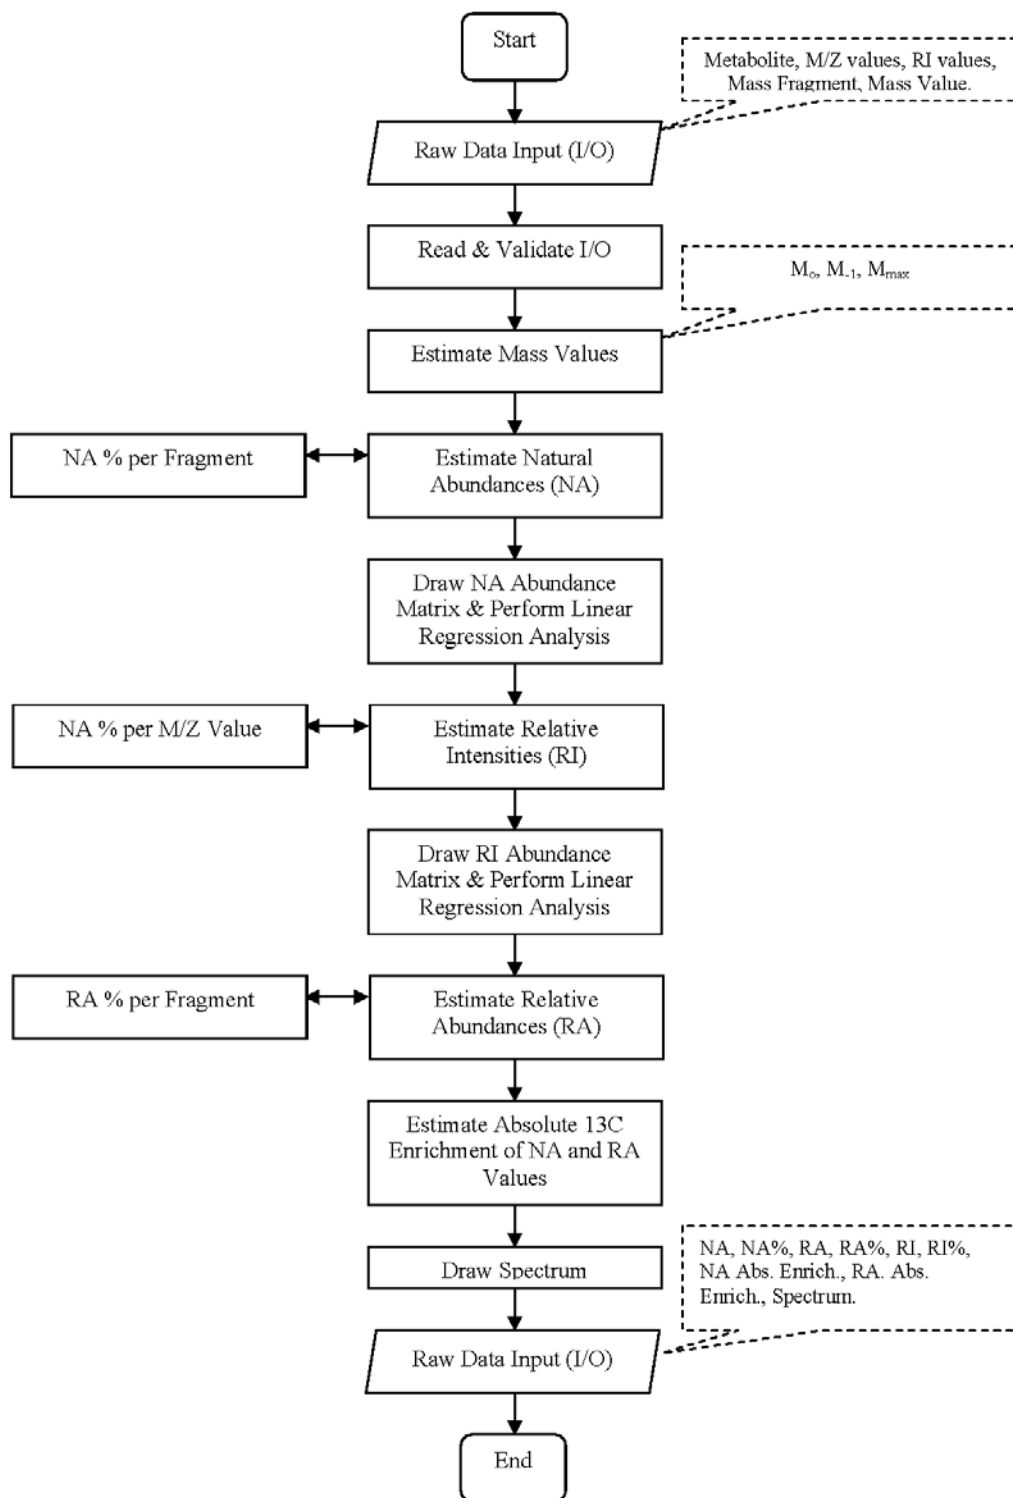 Start
Metabolite, M/Z values, RI values,
Mass Fragment, Mass Value.
Raw Data Input (I/O)
Read & Validate I/O
M₀, M₋₁, Mₘₐₓ
Estimate Mass Values
NA % per Fragment
Estimate Natural
Abundances (NA)
Draw NA Abundance
Matrix & Perform Linear
Regression Analysis
NA % per M/Z Value
Estimate Relative
Intensities (RI)
Draw RI Abundance
Matrix & Perform Linear
Regression Analysis
RA % per Fragment
Estimate Relative
Abundances (RA)
Estimate Absolute 13C
Enrichment of NA and RA
Values
Draw Spectrum
NA, NA%, RA, RA%, RI, RI%,
NA Abs. Enrich., RA. Abs.
Enrich., Spectrum.
Raw Data Input (I/O)
End